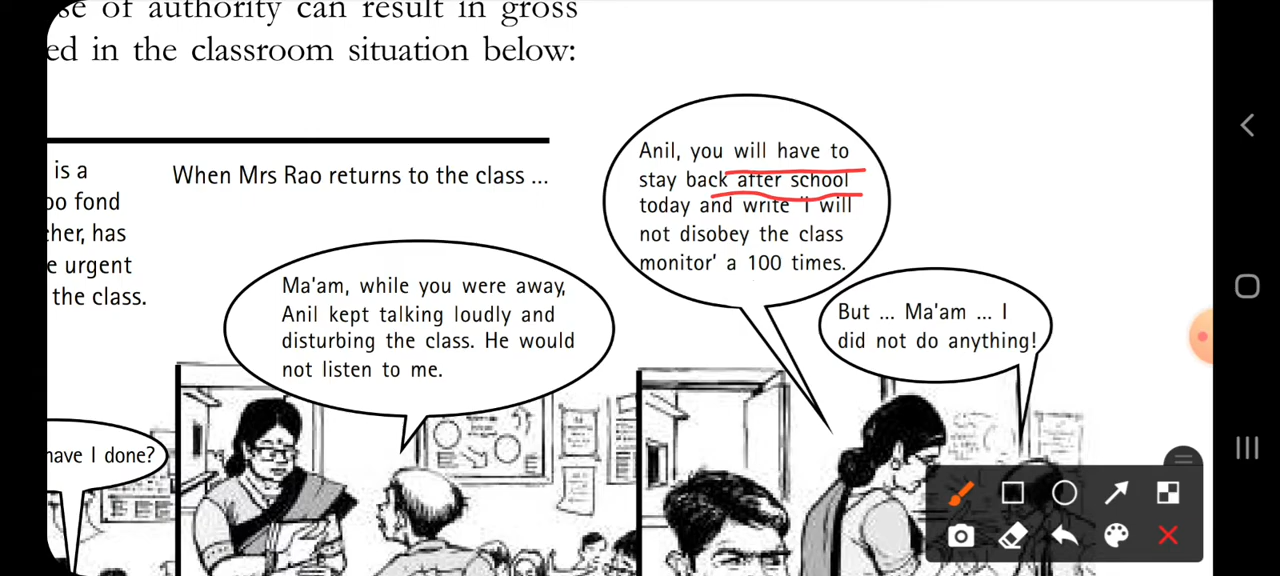 se of authority can result in gross
ed in the classroom situation below:
is a
oo fond
cher, has
e urgent
the class.
When Mrs Rao returns to the class ...
Ma'am, while you were away,
Anil kept talking loudly and
disturbing the class. He would
not listen to me.
Anil, you will have to
stay back after school
today and write 'I will
not disobey the class
monitor' a 100 times.
But ... Ma'am ... I
did not do anything!
have I done?